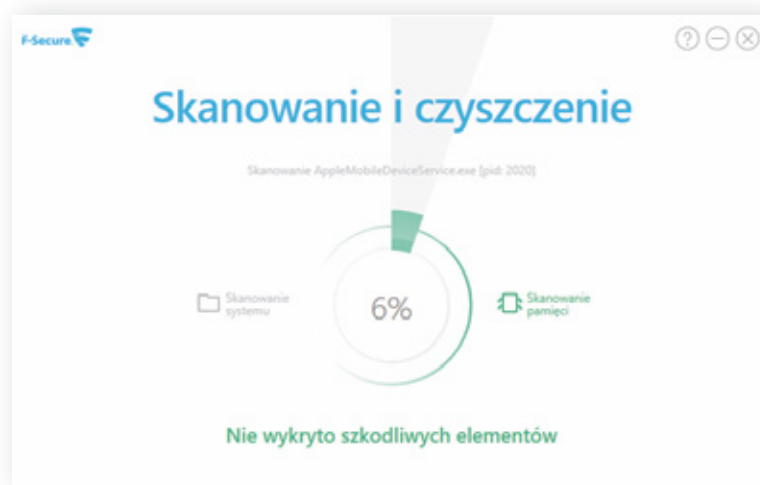 F-Secure
Skanowanie i czyszczenie
Skanowanie AppleMobileDeviceService.exe [pid: 2020]
Skanowanie
systemu
6%
Skanowanie
pamięci
Nie wykryto szkodliwych elementów